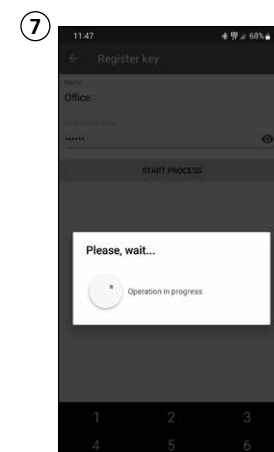 7
11:47 68%
← Register key
Name
Office
••••••
START PROCESS
Please, wait...
Operation in progress
1 2 3
4 5 6